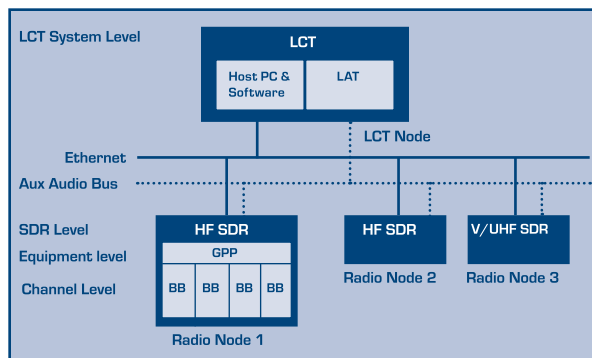 LCT System Level
LCT
Host PC &
Software
LAT
LCT Node
Ethernet
Aux Audio Bus
SDR Level
HF SDR
HF SDR
V/UHF SDR
Equipment level
GPP
Channel Level
BB
BB
BB
BB
Radio Node 1
Radio Node 2
Radio Node 3